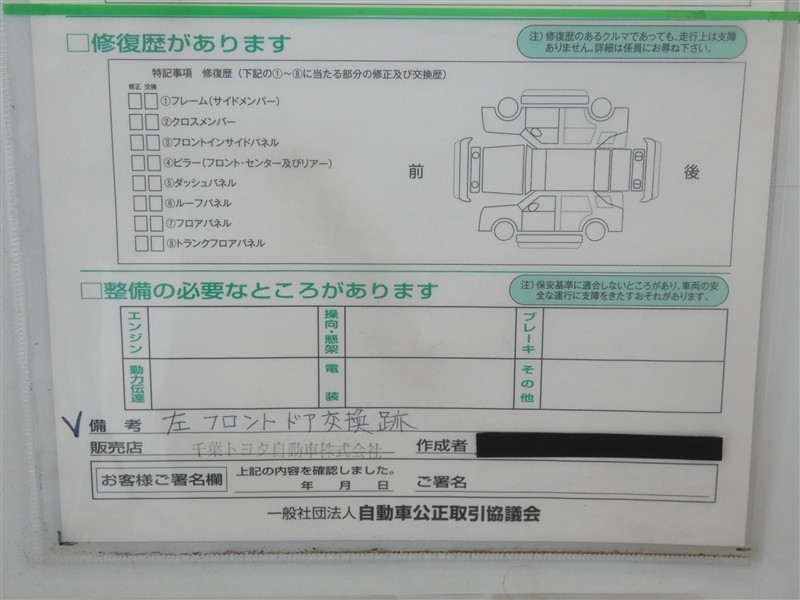 □修復歴があります
注）修復歴のあるクルマであっても、走行上は支障
ありません。詳細は係員にお尋ね下さい。
特記事項 修復歴（下記の①～⑧に当たる部分の修正及び交換歴）
修正 交換
①フレーム（サイドメンバー）
②クロスメンバー
③フロントインサイドパネル
④ピラー（フロント・センター及びリアー）
⑤ダッシュパネル
⑥ルーフパネル
⑦フロアパネル
⑧トランクフロアパネル
前
後
□整備の必要なところがあります
注）保安基準に適合しないところがあり、車両の安
全な運行に支障をきたすおそれがあります。
エンジン
操向・懸架
ブレーキ
動力伝達
電装
その他
✓備考 左フロントドア交換跡
販売店 千葉トヨタ自動車株式会社 作成者
お客様ご署名欄
上記の内容を確認しました。
年 月 日 ご署名
一般社団法人 自動車公正取引協議会